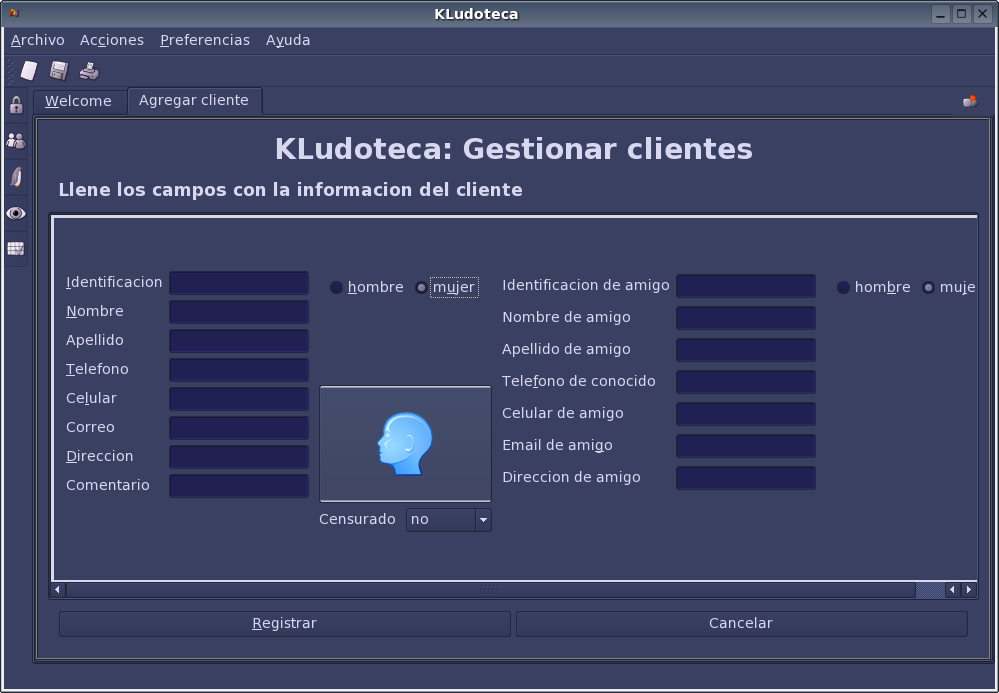 KLudoteca
Archivo Acciones Preferencias Ayuda
Welcome Agregar cliente
KLudoteca: Gestionar clientes
Llene los campos con la informacion del cliente
Identificacion
hombre mujer
Nombre
Apellido
Telefono
Celular
Correo
Direccion
Comentario
Censurado no
Identificacion de amigo
hombre muje
Nombre de amigo
Apellido de amigo
Telefono de conocido
Celular de amigo
Email de amigo
Direccion de amigo
Registrar Cancelar